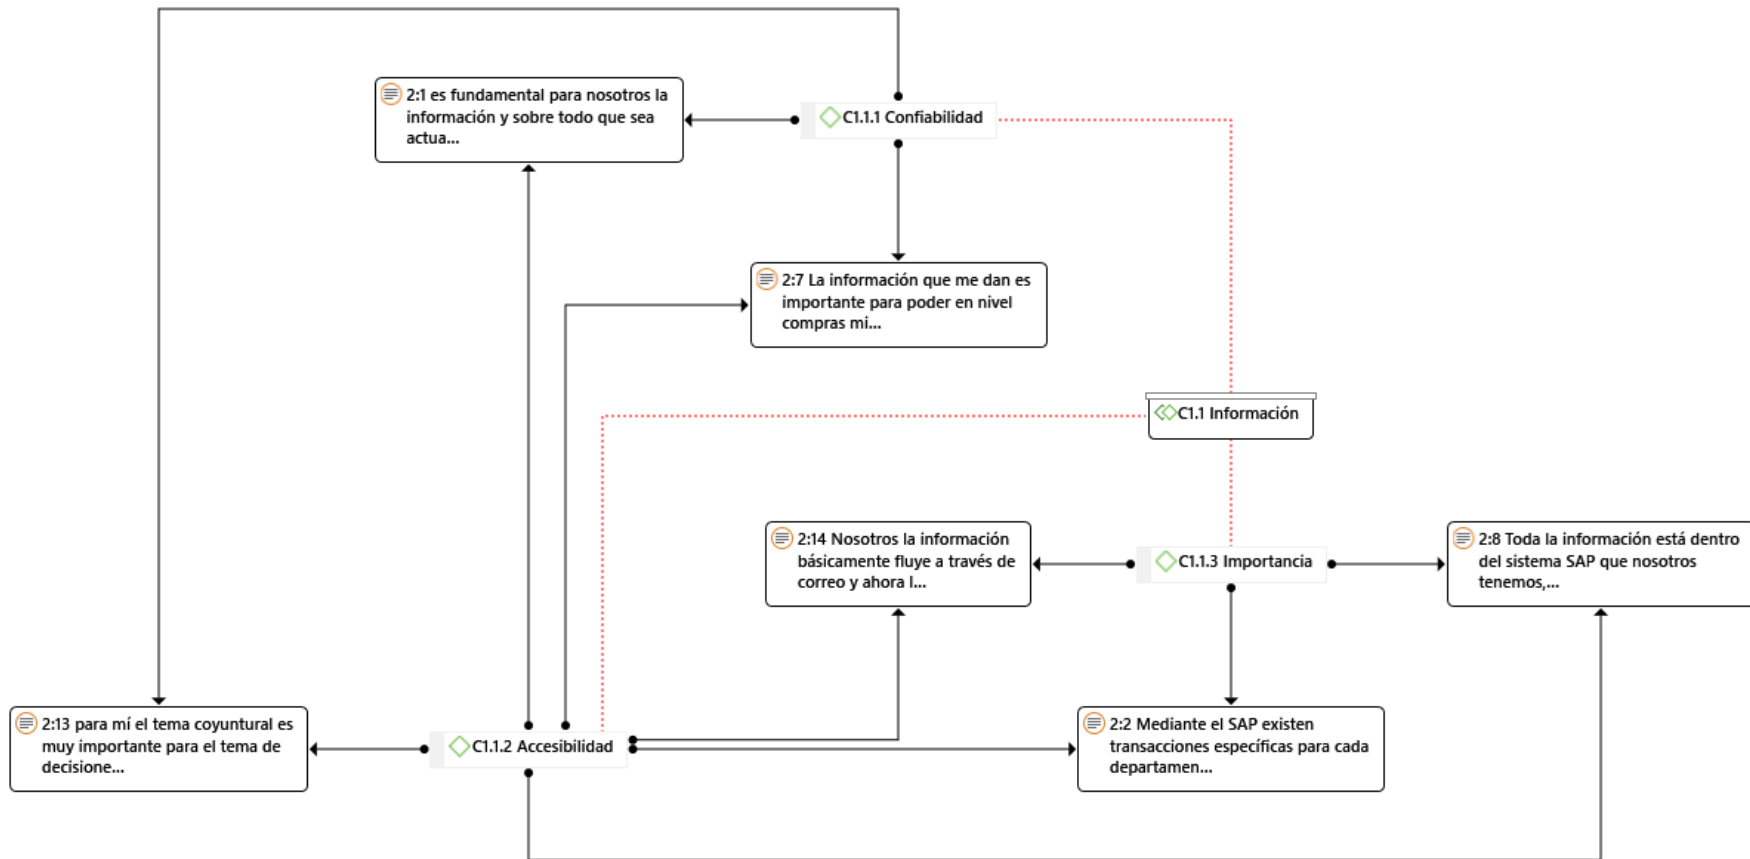 2:1 es fundamental para nosotros la
información y sobre todo que sea
actua...
C1.1.1 Confiabilidad
2:7 La información que me dan es
importante para poder en nivel
compras mi...
C1.1 Información
2:14 Nosotros la información
básicamente fluye a través de
correo y ahora l...
C1.1.3 Importancia
2:8 Toda la información está dentro
del sistema SAP que nosotros
tenemos,...
2:13 para mí el tema coyuntural es
muy importante para el tema de
decisione...
C1.1.2 Accesibilidad
2:2 Mediante el SAP existen
transacciones específicas para cada
departamen...